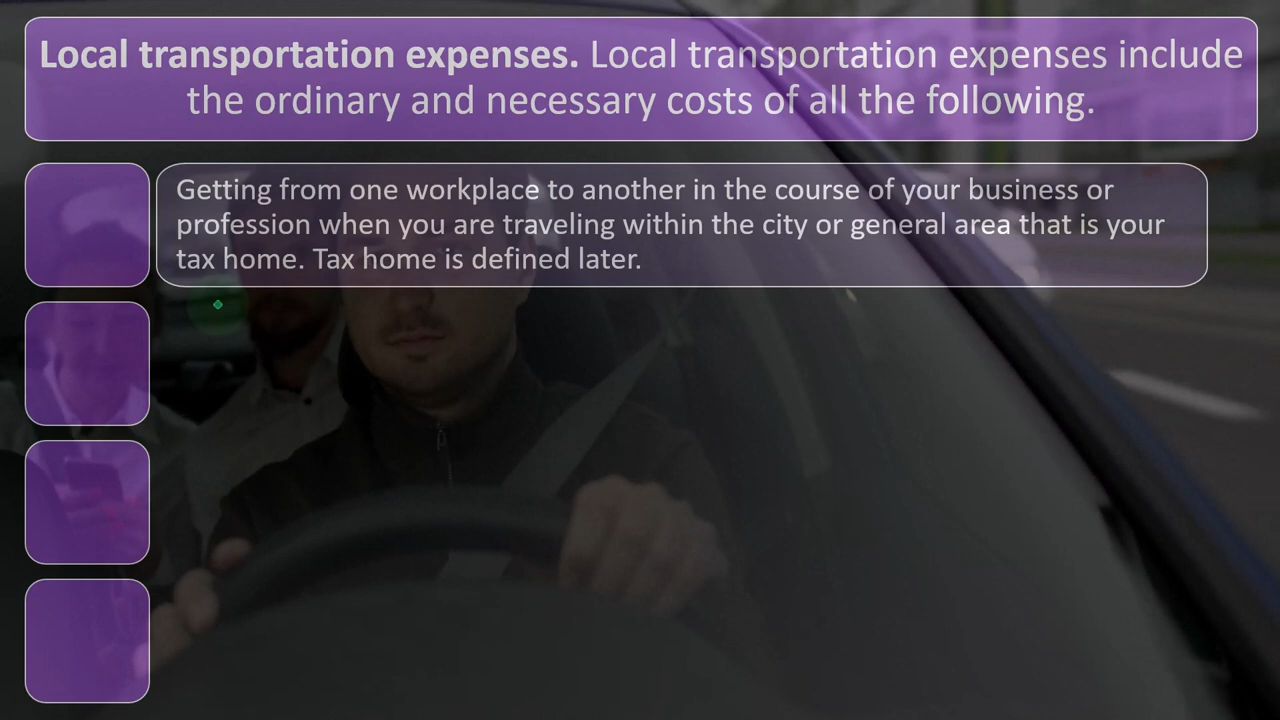 Local transportation expenses. Local transportation expenses include
the ordinary and necessary costs of all the following.
Getting from one workplace to another in the course of your business or
profession when you are traveling within the city or general area that is your
tax home. Tax home is defined later.